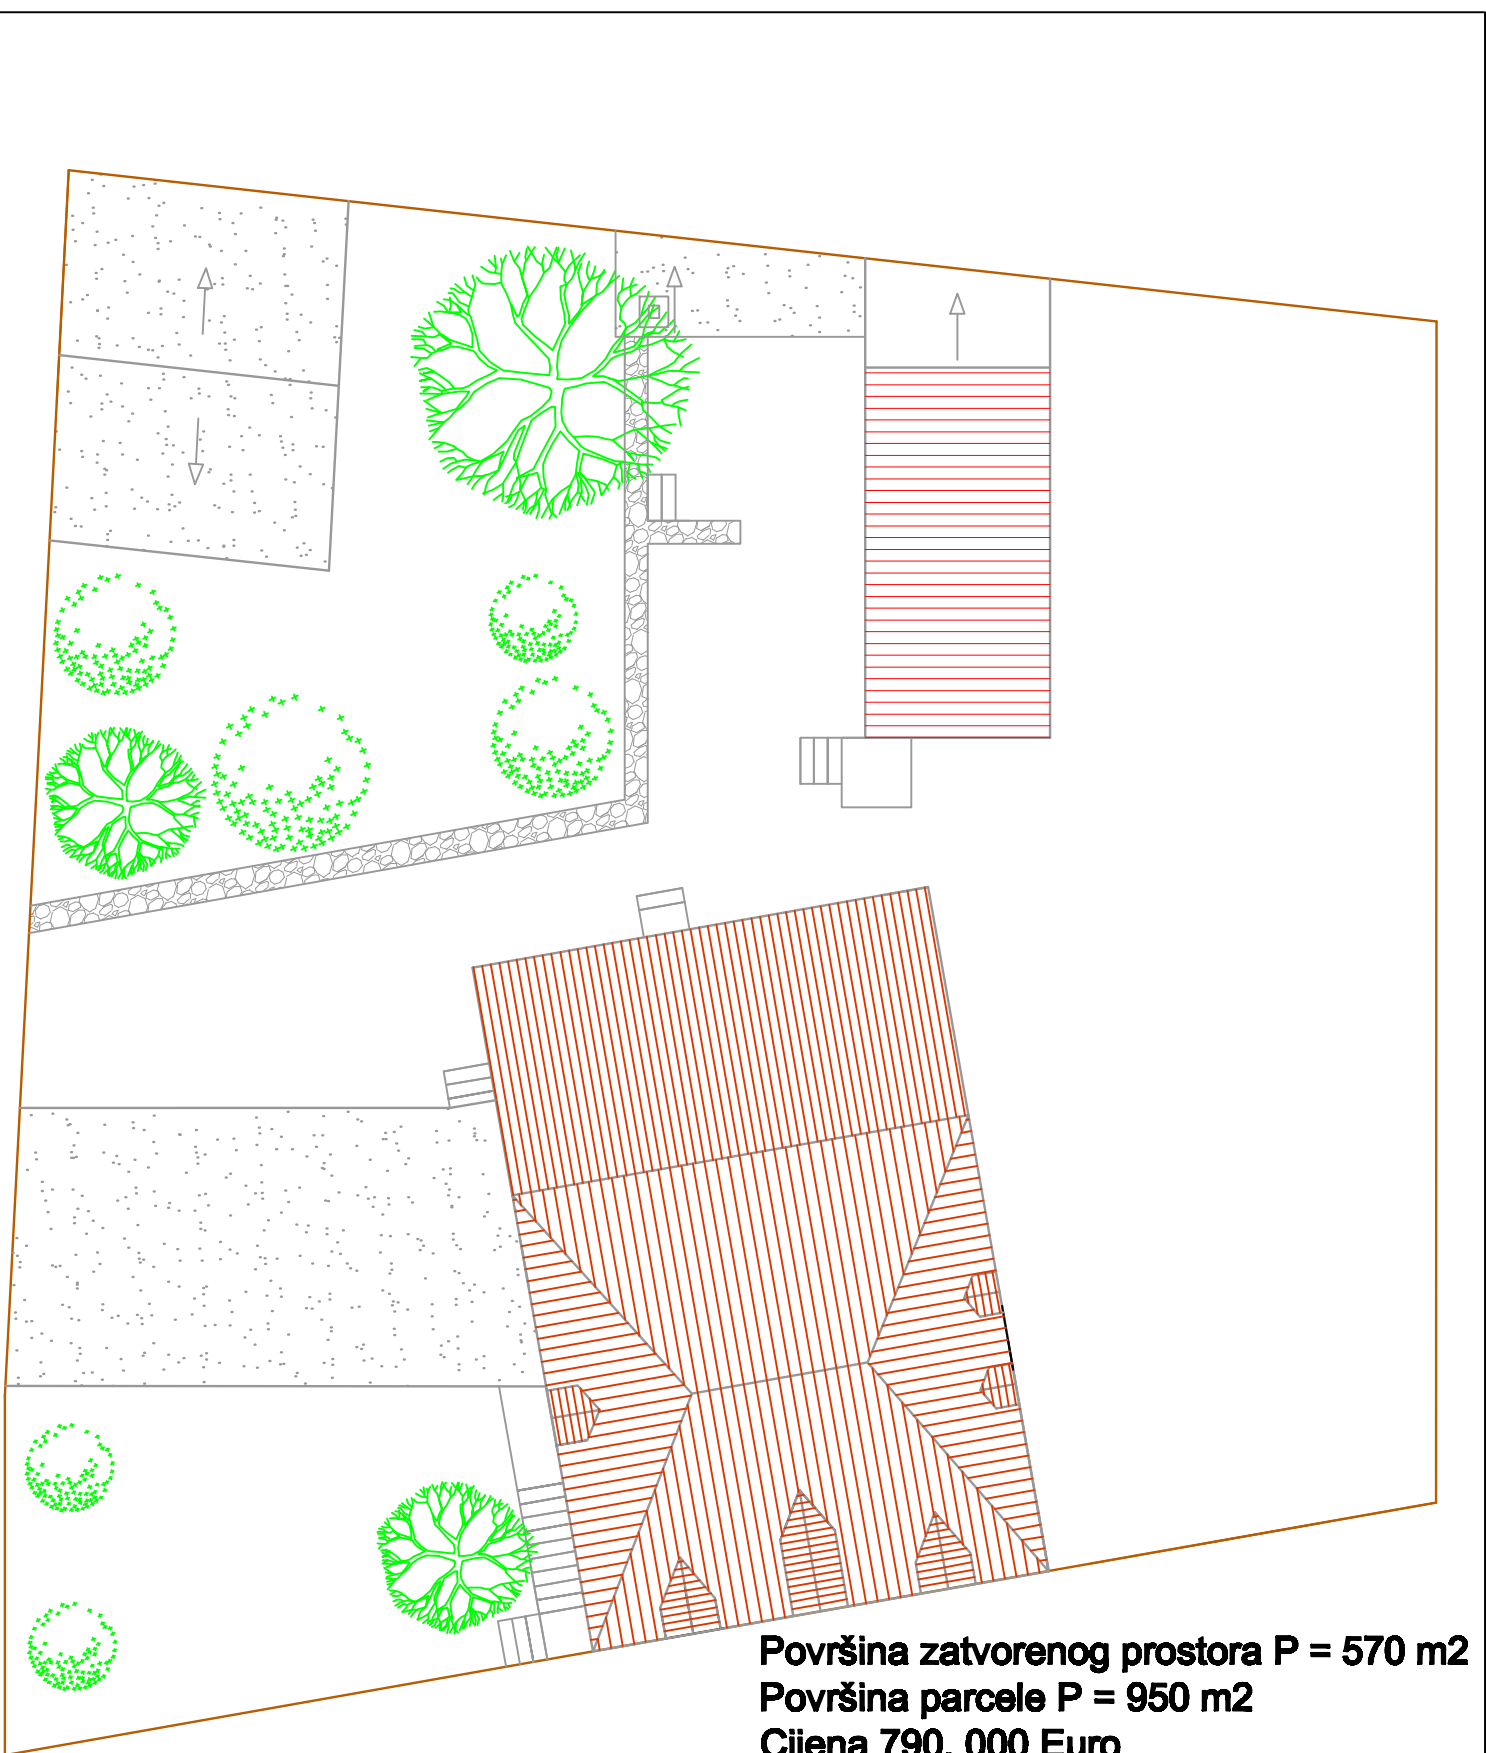 Površina zatvorenog prostora P = 570 m2
Površina parcele P = 950 m2
Cijena 790. 000 Euro